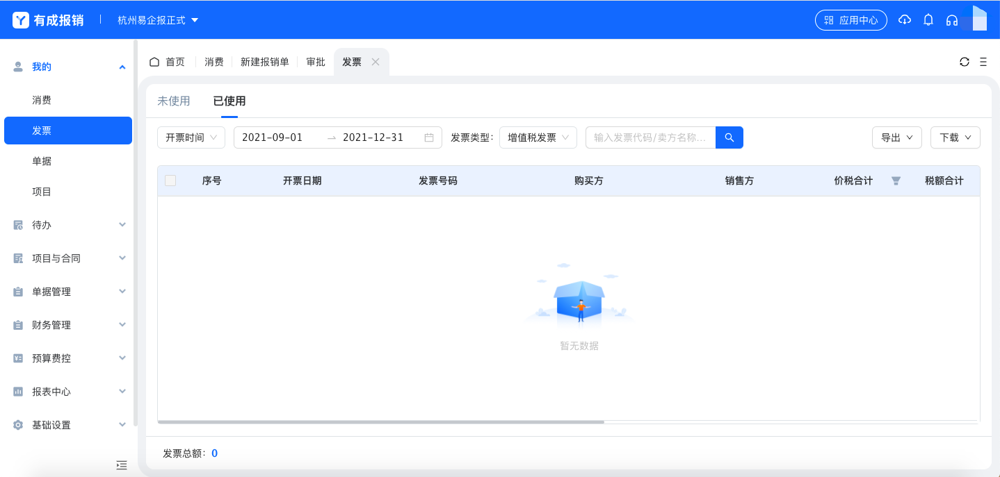 有成报销 杭州易企报正式 应用中心
首页 消费 新建报销单 审批 发票
我的
消费
发票
单据
项目
待办
项目与合同
单据管理
财务管理
预算费控
报表中心
基础设置
未使用 已使用
开票时间 2021-09-01 2021-12-31 发票类型: 增值税发票 输入发票代码/卖方名称... 导出 下载
序号 开票日期 发票号码 购买方 销售方 价税合计 税额合计
暂无数据
发票总额: 0